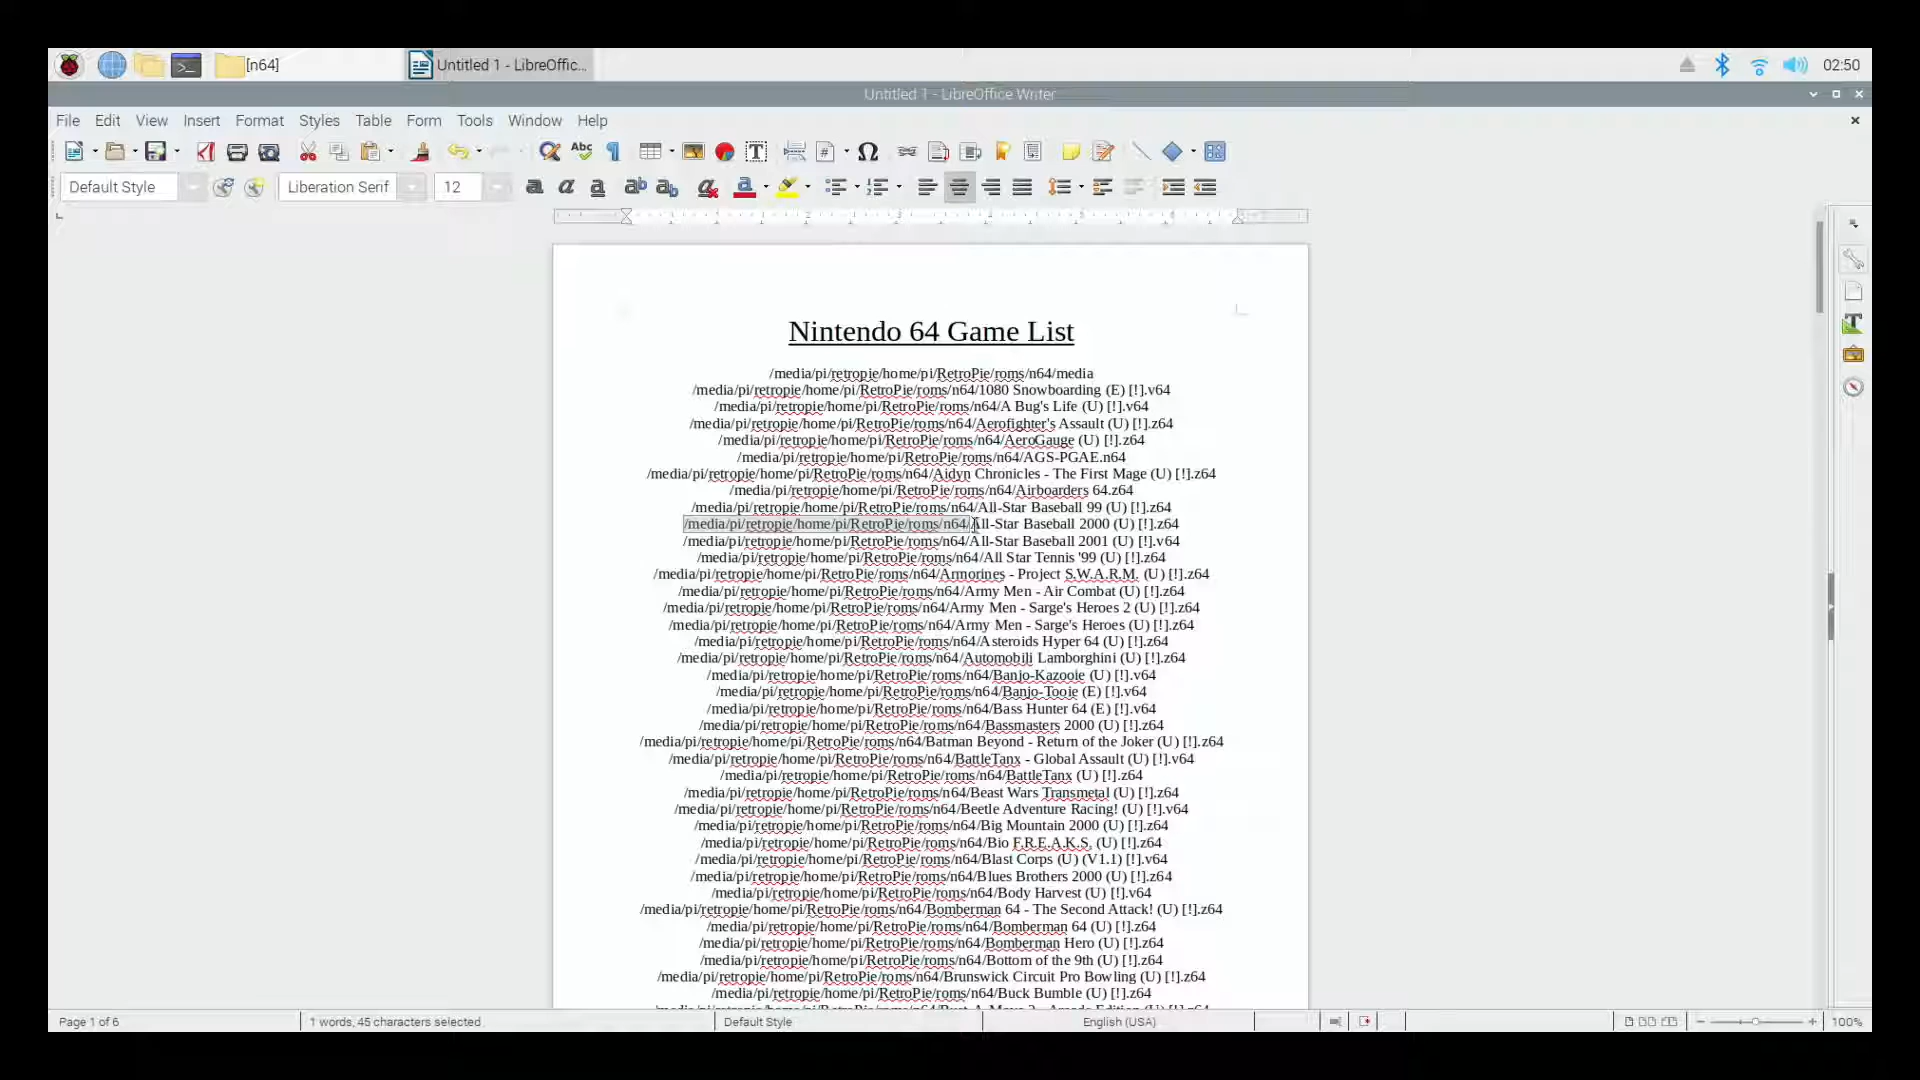 [n64]
Untitled 1 - LibreOffic...
02:50
Untitled 1 - LibreOffice Writer
File Edit View Insert Format Styles Table Form Tools Window Help
Default Style
Liberation Serif
12
Nintendo 64 Game List
/media/pi/retropie/home/pi/RetroPie/roms/n64/media
/media/pi/retropie/home/pi/RetroPie/roms/n64/1080 Snowboarding (E) [!].v64
/media/pi/retropie/home/pi/RetroPie/roms/n64/A Bug's Life (U) [!].v64
/media/pi/retropie/home/pi/RetroPie/roms/n64/Aerofighter's Assault (U) [!].z64
/media/pi/retropie/home/pi/RetroPie/roms/n64/AeroGauge (U) [!].z64
/media/pi/retropie/home/pi/RetroPie/roms/n64/AGS-PGAE.n64
/media/pi/retropie/home/pi/RetroPie/roms/n64/Aidyn Chronicles - The First Mage (U) [!].z64
/media/pi/retropie/home/pi/RetroPie/roms/n64/Airboarders 64.z64
/media/pi/retropie/home/pi/RetroPie/roms/n64/All-Star Baseball 99 (U) [!].z64
/media/pi/retropie/home/pi/RetroPie/roms/n64/All-Star Baseball 2000 (U) [!].z64
/media/pi/retropie/home/pi/RetroPie/roms/n64/All-Star Baseball 2001 (U) [!].v64
/media/pi/retropie/home/pi/RetroPie/roms/n64/All Star Tennis '99 (U) [!].z64
/media/pi/retropie/home/pi/RetroPie/roms/n64/Armorines - Project S.W.A.R.M. (U) [!].z64
/media/pi/retropie/home/pi/RetroPie/roms/n64/Army Men - Air Combat (U) [!].z64
/media/pi/retropie/home/pi/RetroPie/roms/n64/Army Men - Sarge's Heroes 2 (U) [!].z64
/media/pi/retropie/home/pi/RetroPie/roms/n64/Army Men - Sarge's Heroes (U) [!].z64
/media/pi/retropie/home/pi/RetroPie/roms/n64/Asteroids Hyper 64 (U) [!].z64
/media/pi/retropie/home/pi/RetroPie/roms/n64/Automobili Lamborghini (U) [!].z64
/media/pi/retropie/home/pi/RetroPie/roms/n64/Banjo-Kazooie (U) [!].v64
/media/pi/retropie/home/pi/RetroPie/roms/n64/Banjo-Tooie (E) [!].v64
/media/pi/retropie/home/pi/RetroPie/roms/n64/Bass Hunter 64 (E) [!].v64
/media/pi/retropie/home/pi/RetroPie/roms/n64/Bassmasters 2000 (U) [!].z64
/media/pi/retropie/home/pi/RetroPie/roms/n64/Batman Beyond - Return of the Joker (U) [!].z64
/media/pi/retropie/home/pi/RetroPie/roms/n64/BattleTanx - Global Assault (U) [!].v64
/media/pi/retropie/home/pi/RetroPie/roms/n64/BattleTanx (U) [!].z64
/media/pi/retropie/home/pi/RetroPie/roms/n64/Beast Wars Transmetal (U) [!].z64
/media/pi/retropie/home/pi/RetroPie/roms/n64/Beetle Adventure Racing! (U) [!].v64
/media/pi/retropie/home/pi/RetroPie/roms/n64/Big Mountain 2000 (U) [!].z64
/media/pi/retropie/home/pi/RetroPie/roms/n64/Bio F.R.E.A.K.S. (U) [!].z64
/media/pi/retropie/home/pi/RetroPie/roms/n64/Blast Corps (U) (V1.1) [!].v64
/media/pi/retropie/home/pi/RetroPie/roms/n64/Blues Brothers 2000 (U) [!].z64
/media/pi/retropie/home/pi/RetroPie/roms/n64/Body Harvest (U) [!].v64
/media/pi/retropie/home/pi/RetroPie/roms/n64/Bomberman 64 - The Second Attack! (U) [!].z64
/media/pi/retropie/home/pi/RetroPie/roms/n64/Bomberman 64 (U) [!].v64
/media/pi/retropie/home/pi/RetroPie/roms/n64/Bomberman Hero (U) [!].v64
/media/pi/retropie/home/pi/RetroPie/roms/n64/Bottom of the 9th (U) [!].z64
/media/pi/retropie/home/pi/RetroPie/roms/n64/Brunswick Circuit Pro Bowling (U) [!].z64
/media/pi/retropie/home/pi/RetroPie/roms/n64/Buck Bumble (U) [!].z64
Page 1 of 6
1 words, 45 characters selected
Default Style
English (USA)
100%